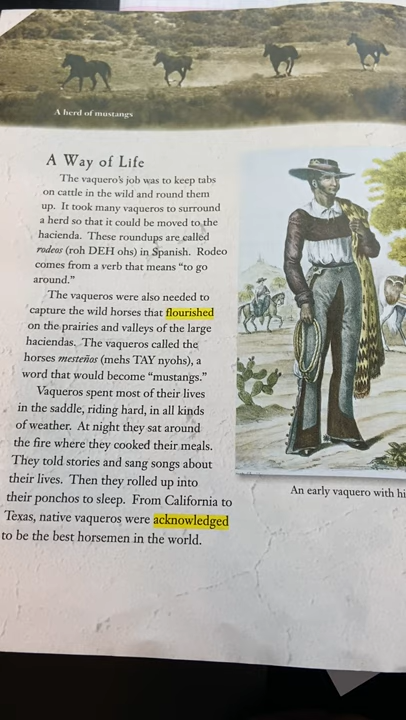 A herd of mustangs
A Way of Life
The vaquero's job was to keep tabs
on cattle in the wild and round them
up. It took many vaqueros to surround
a herd so that it could be moved to the
hacienda. These roundups are called
rodeos (roh DEH ohs) in Spanish. Rodeo
comes from a verb that means "to go
around."
The vaqueros were also needed to
capture the wild horses that flourished
on the prairies and valleys of the large
haciendas. The vaqueros called the
horses mesteños (mehs TAY nyohs), a
word that would become "mustangs."
Vaqueros spent most of their lives
in the saddle, riding hard, in all kinds
of weather. At night they sat around
the fire where they cooked their meals.
They told stories and sang songs about
their lives. Then they rolled up into
their ponchos to sleep. From California to
Texas, native vaqueros were acknowledged
to be the best horsemen in the world.
An early vaquero with